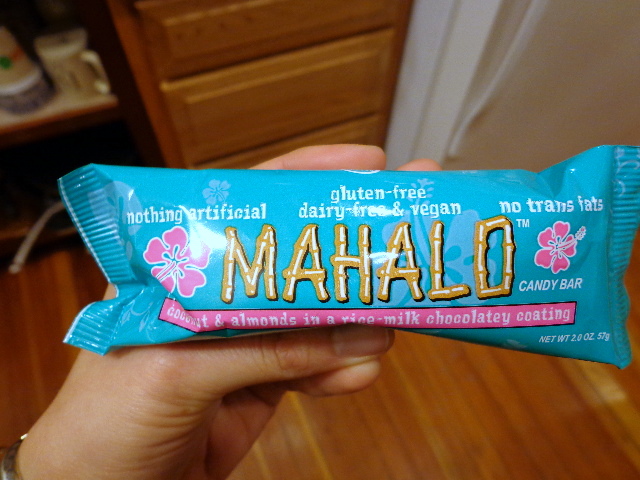 nothing artificial
gluten-free
dairy-free & vegan
no trans fats
MAHALO™
CANDY BAR
coconut & almonds in a rice-milk chocolatey coating
NET WT 2.0 OZ. 57g